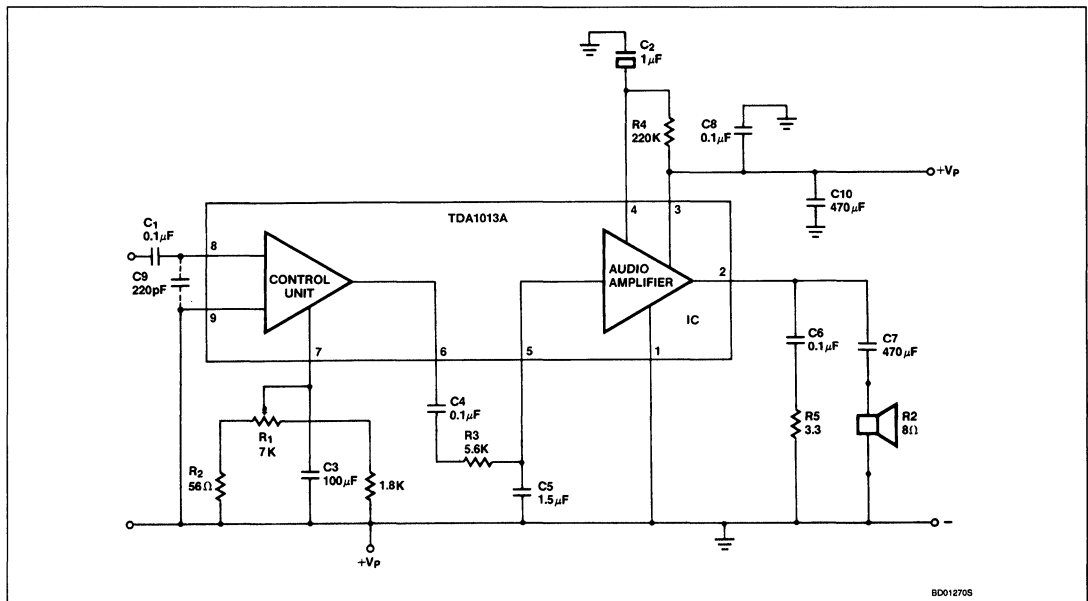 C2
1μF
R4
220K
C8
0.1μF
+VP
C10
470μF
4
3
TDA1013A
C1
0.1μF
8
C9
220pF
9
CONTROL
UNIT
AUDIO
AMPLIFIER
2
IC
7
6
5
1
C6
0.1μF
C7
470μF
C4
0.1μF
R1
7K
R3
5.6K
R5
3.3
R2
8Ω
R2
56Ω
C3
100μF
1.8K
C5
1.5μF
+VP
–
BD01270S